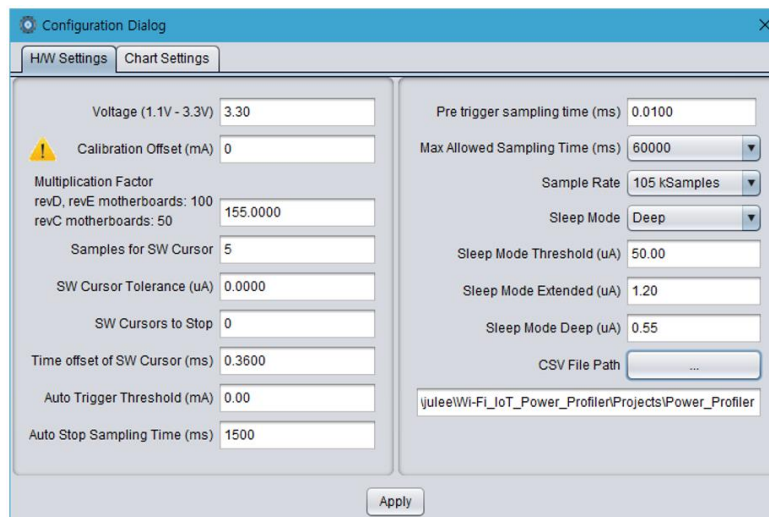 Configuration Dialog
H/W Settings
Chart Settings
Voltage (1.1V - 3.3V)
3.30
Calibration Offset (mA)
0
Multiplication Factor
revD, revE motherboards: 100
revC motherboards: 50
155.0000
Samples for SW Cursor
5
SW Cursor Tolerance (uA)
0.0000
SW Cursors to Stop
0
Time offset of SW Cursor (ms)
0.3600
Auto Trigger Threshold (mA)
0.00
Auto Stop Sampling Time (ms)
1500
Pre trigger sampling time (ms)
0.0100
Max Allowed Sampling Time (ms)
60000
Sample Rate
105 kSamples
Sleep Mode
Deep
Sleep Mode Threshold (uA)
50.00
Sleep Mode Extended (uA)
1.20
Sleep Mode Deep (uA)
0.55
CSV File Path
...
\julee\Wi-Fi_IoT_Power_Profiler\Projects\Power_Profiler
Apply